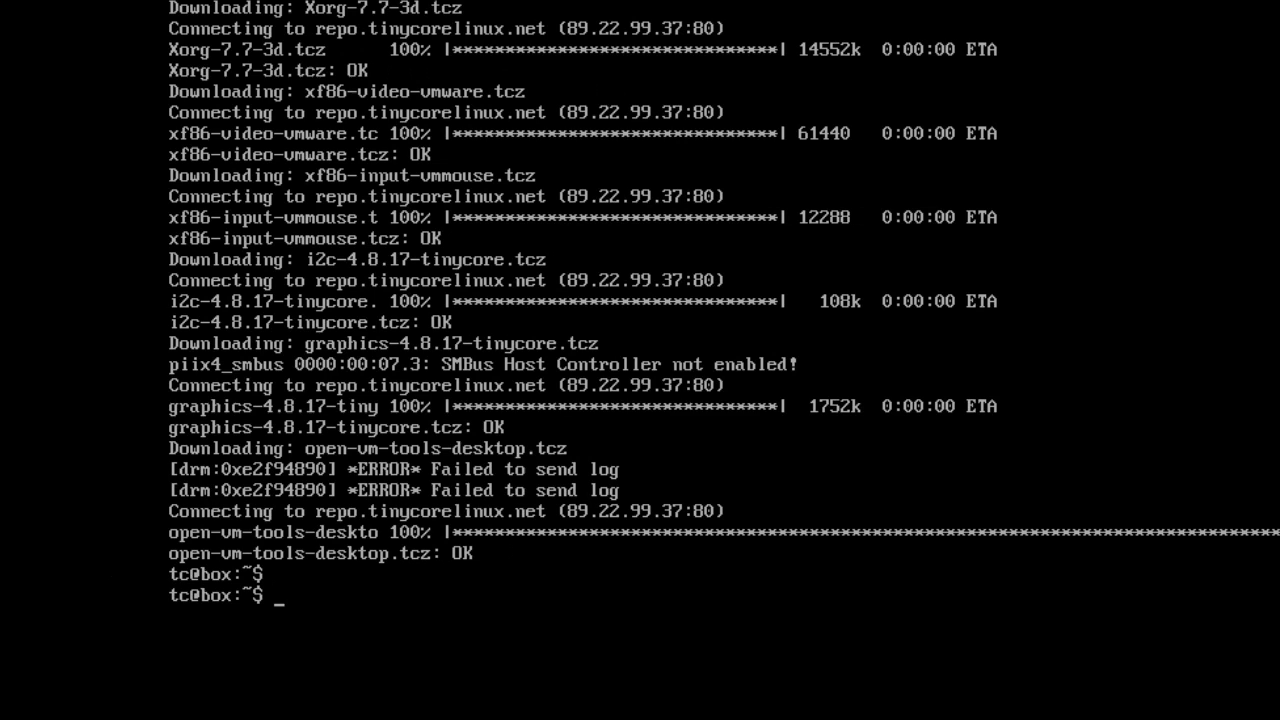 Downloading: Xorg-7.7-3d.tcz
Connecting to repo.tinycorelinux.net (89.22.99.37:80)
Xorg-7.7-3d.tcz      100% |*******************************| 14552k  0:00:00 ETA
Xorg-7.7-3d.tcz: OK
Downloading: xf86-video-vmware.tcz
Connecting to repo.tinycorelinux.net (89.22.99.37:80)
xf86-video-vmware.tc 100% |*******************************| 61440   0:00:00 ETA
xf86-video-vmware.tcz: OK
Downloading: xf86-input-vmmouse.tcz
Connecting to repo.tinycorelinux.net (89.22.99.37:80)
xf86-input-vmmouse.t 100% |*******************************| 12288   0:00:00 ETA
xf86-input-vmmouse.tcz: OK
Downloading: i2c-4.8.17-tinycore.tcz
Connecting to repo.tinycorelinux.net (89.22.99.37:80)
i2c-4.8.17-tinycore. 100% |*******************************|   108k  0:00:00 ETA
i2c-4.8.17-tinycore.tcz: OK
Downloading: graphics-4.8.17-tinycore.tcz
piix4_smbus 0000:00:07.3: SMBus Host Controller not enabled!
Connecting to repo.tinycorelinux.net (89.22.99.37:80)
graphics-4.8.17-tiny 100% |*******************************|  1752k  0:00:00 ETA
graphics-4.8.17-tinycore.tcz: OK
Downloading: open-vm-tools-desktop.tcz
[drm:0xe2f94890] *ERROR* Failed to send log
[drm:0xe2f94890] *ERROR* Failed to send log
Connecting to repo.tinycorelinux.net (89.22.99.37:80)
open-vm-tools-deskto 100% |*******************************************************************************
open-vm-tools-desktop.tcz: OK
tc@box:~$
tc@box:~$ _